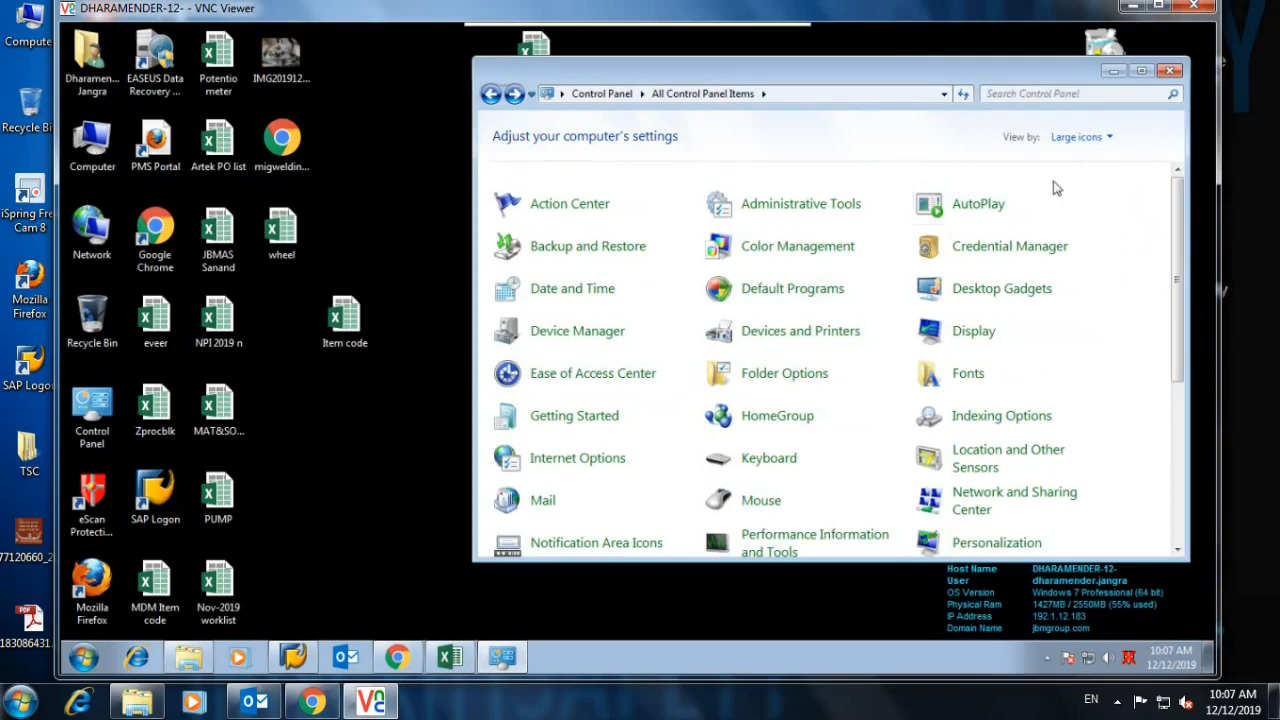 DHARAMENDER-12- - VNC Viewer
Computer
Recycle Bi
iSpring Fre
Cam 8
Mozilla
Firefox
SAP Logon
TSC
77120660_2
183086431
Dharamen...
Jangra
EASEUS Data
Recovery ...
Potentio
meter
IMG201912...
Computer
PMS Portal
Artek PO list
migweldin...
Network
Google
Chrome
JBMAS
Sanand
wheel
Recycle Bin
eveer
NPI 2019 n
Item code
Control
Panel
Zprocblk
MAT&SO...
eScan
Protecti...
SAP Logon
PUMP
Mozilla
Firefox
MDM Item
code
Nov-2019
worklist
Control Panel
All Control Panel Items
Search Control Panel
Adjust your computer's settings
View by: Large icons
Action Center
Administrative Tools
AutoPlay
Backup and Restore
Color Management
Credential Manager
Date and Time
Default Programs
Desktop Gadgets
Device Manager
Devices and Printers
Display
Ease of Access Center
Folder Options
Fonts
Getting Started
HomeGroup
Indexing Options
Internet Options
Keyboard
Location and Other
Sensors
Mail
Mouse
Network and Sharing
Center
Notification Area Icons
Performance Information
and Tools
Personalization
Host Name DHARAMENDER-12-
User dharamender.jangra
OS Version Windows 7 Professional (64 bit)
Physical Ram 1427MB / 2550MB (55% used)
IP Address 192.1.12.183
Domain Name jbmgroup.com
10:07 AM
12/12/2019
EN
10:07 AM
12/12/2019